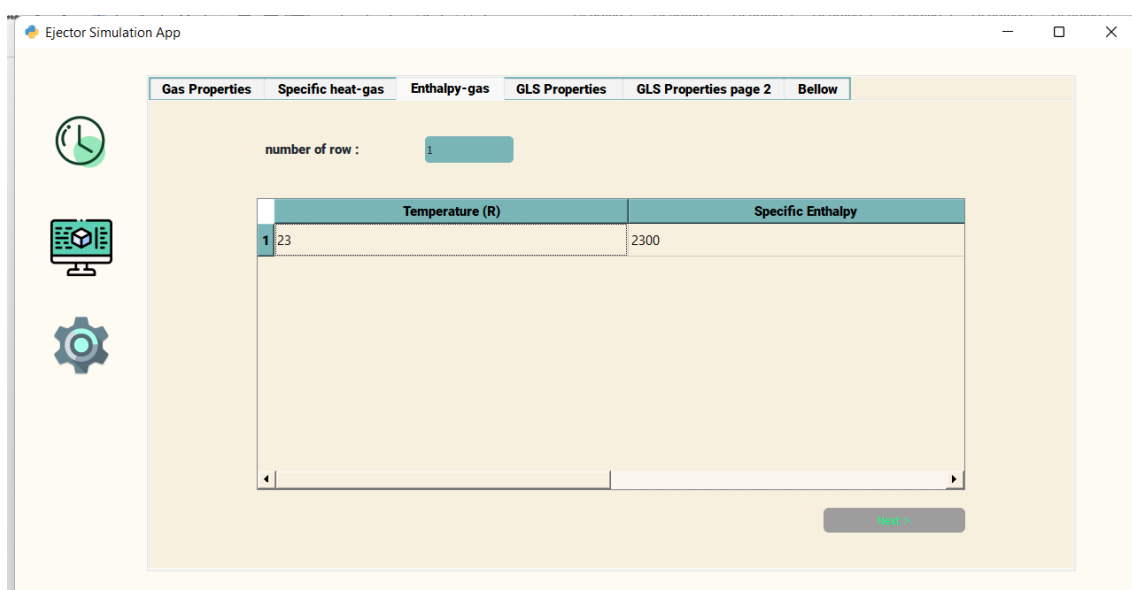 Ejector Simulation App
Gas Properties Specific heat-gas Enthalpy-gas GLS Properties GLS Properties page 2 Bellow
number of row : 1
Temperature (R) Specific Enthalpy
1 23 2300
Next >